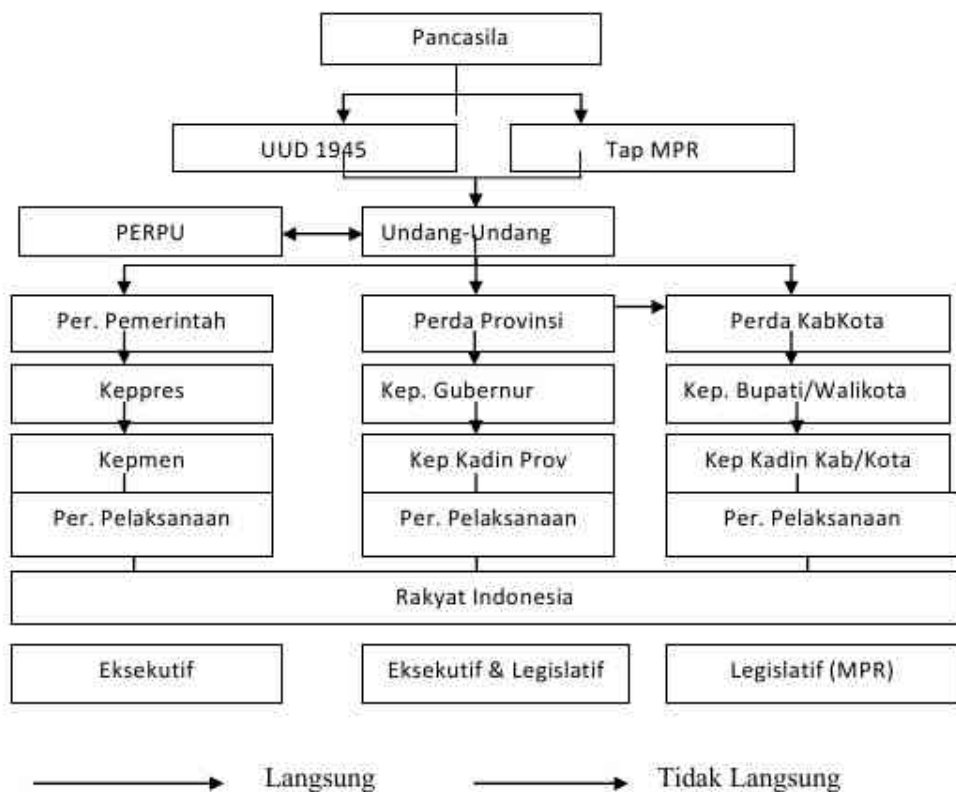 Pancasila
UUD 1945
Tap MPR
PERPU
Undang-Undang
Per. Pemerintah
Perda Provinsi
Perda KabKota
Keppres
Kep. Gubernur
Kep. Bupati/Walikota
Kepmen
Kep Kadin Prov
Kep Kadin Kab/Kota
Per. Pelaksanaan
Per. Pelaksanaan
Per. Pelaksanaan
Rakyat Indonesia
Eksekutif
Eksekutif & Legislatif
Legislatif (MPR)
Langsung
Tidak Langsung